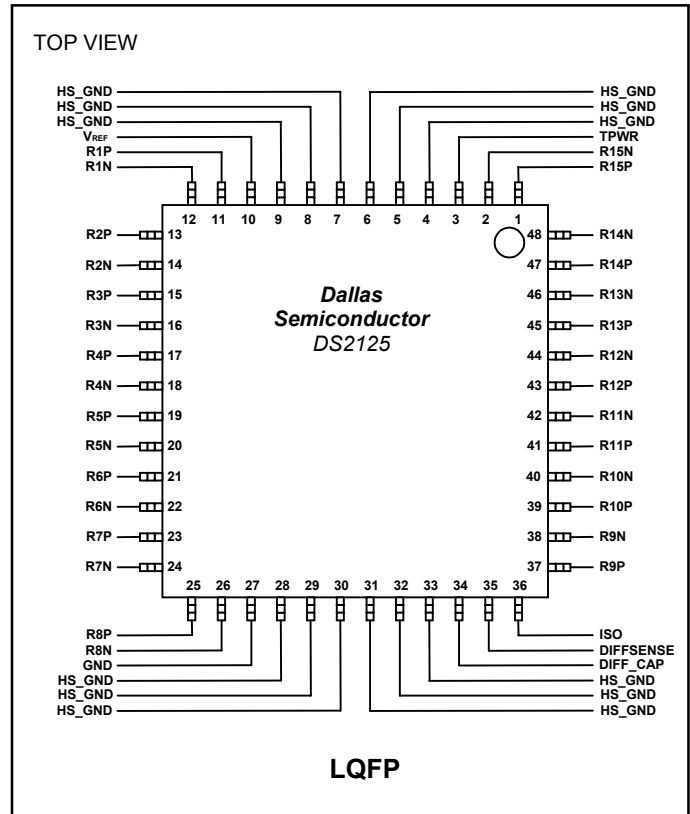 TOP VIEW
HS_GND
HS_GND
HS_GND
VREF
R1P
R1N
HS_GND
HS_GND
HS_GND
TPWR
R15N
R15P
12 11 10 9 8 7 6 5 4 3 2 1
R2P 13
R2N 14
R3P 15
R3N 16
R4P 17
R4N 18
R5P 19
R5N 20
R6P 21
R6N 22
R7P 23
R7N 24
Dallas
Semiconductor
DS2125
48 R14N
47 R14P
46 R13N
45 R13P
44 R12N
43 R12P
42 R11N
41 R11P
40 R10N
39 R10P
38 R9N
37 R9P
25 26 27 28 29 30 31 32 33 34 35 36
R8P
R8N
GND
HS_GND
HS_GND
HS_GND
ISO
DIFFSENSE
DIFF_CAP
HS_GND
HS_GND
HS_GND
LQFP